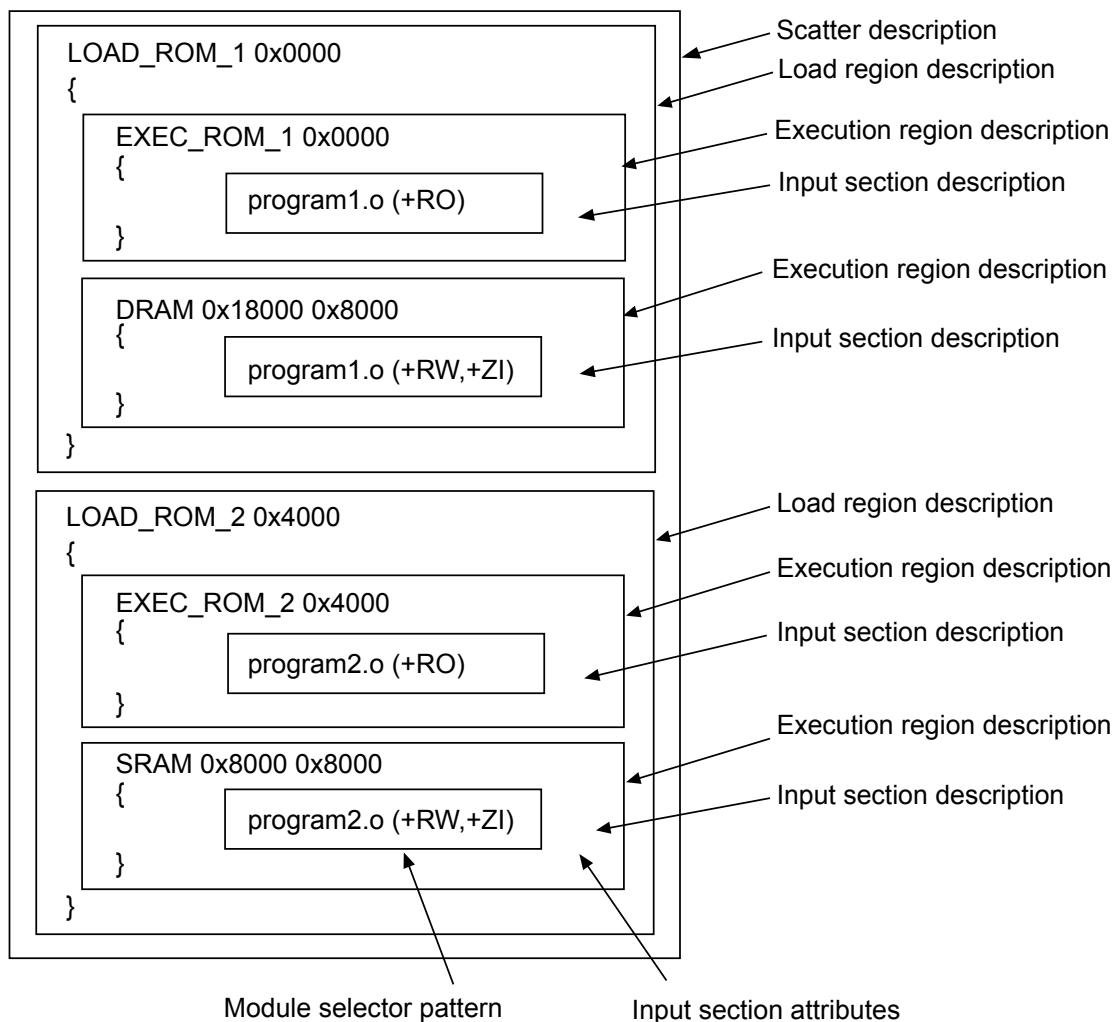 Scatter description
LOAD_ROM_1 0x0000
Load region description
{
EXEC_ROM_1 0x0000
Execution region description
{
program1.o (+RO)
Input section description
}
DRAM 0x18000 0x8000
Execution region description
{
program1.o (+RW,+ZI)
Input section description
}
}
LOAD_ROM_2 0x4000
Load region description
{
EXEC_ROM_2 0x4000
Execution region description
{
program2.o (+RO)
Input section description
}
SRAM 0x8000 0x8000
Execution region description
{
program2.o (+RW,+ZI)
Input section description
}
}
Module selector pattern
Input section attributes